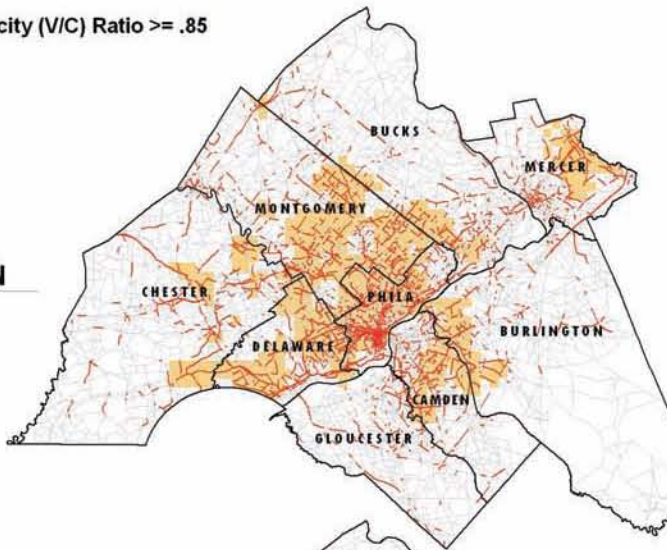 city (V/C) Ratio >= .85
BUCKS
MERCER
MONTGOMERY
N
CHESTER
PHILA
BURLINGTON
DELAWARE
CAMDEN
GLOUCESTER